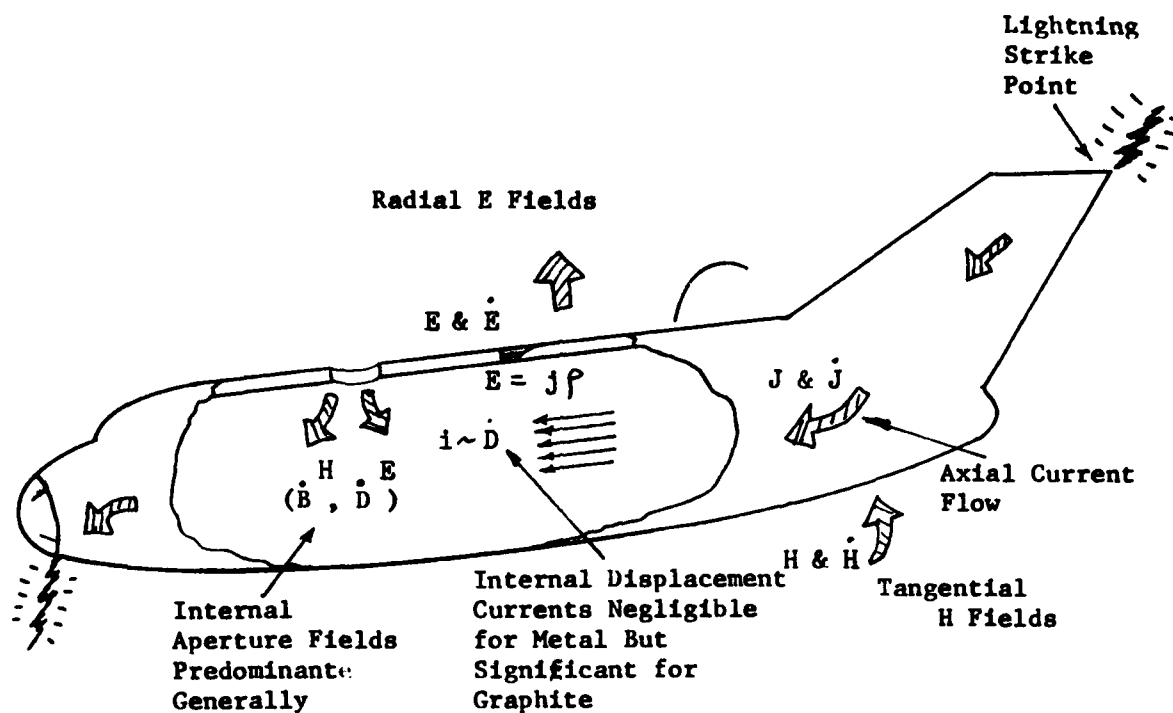 Lightning
Strike
Point
Radial E Fields
E & Ė
E = jρ
J & J̇
i ~ Ḋ
H E
(Ḃ , Ḋ )
Axial Current
Flow
H & Ḣ
Tangential
H Fields
Internal
Aperture Fields
Predominate
Generally
Internal Displacement
Currents Negligible
for Metal But
Significant for
Graphite